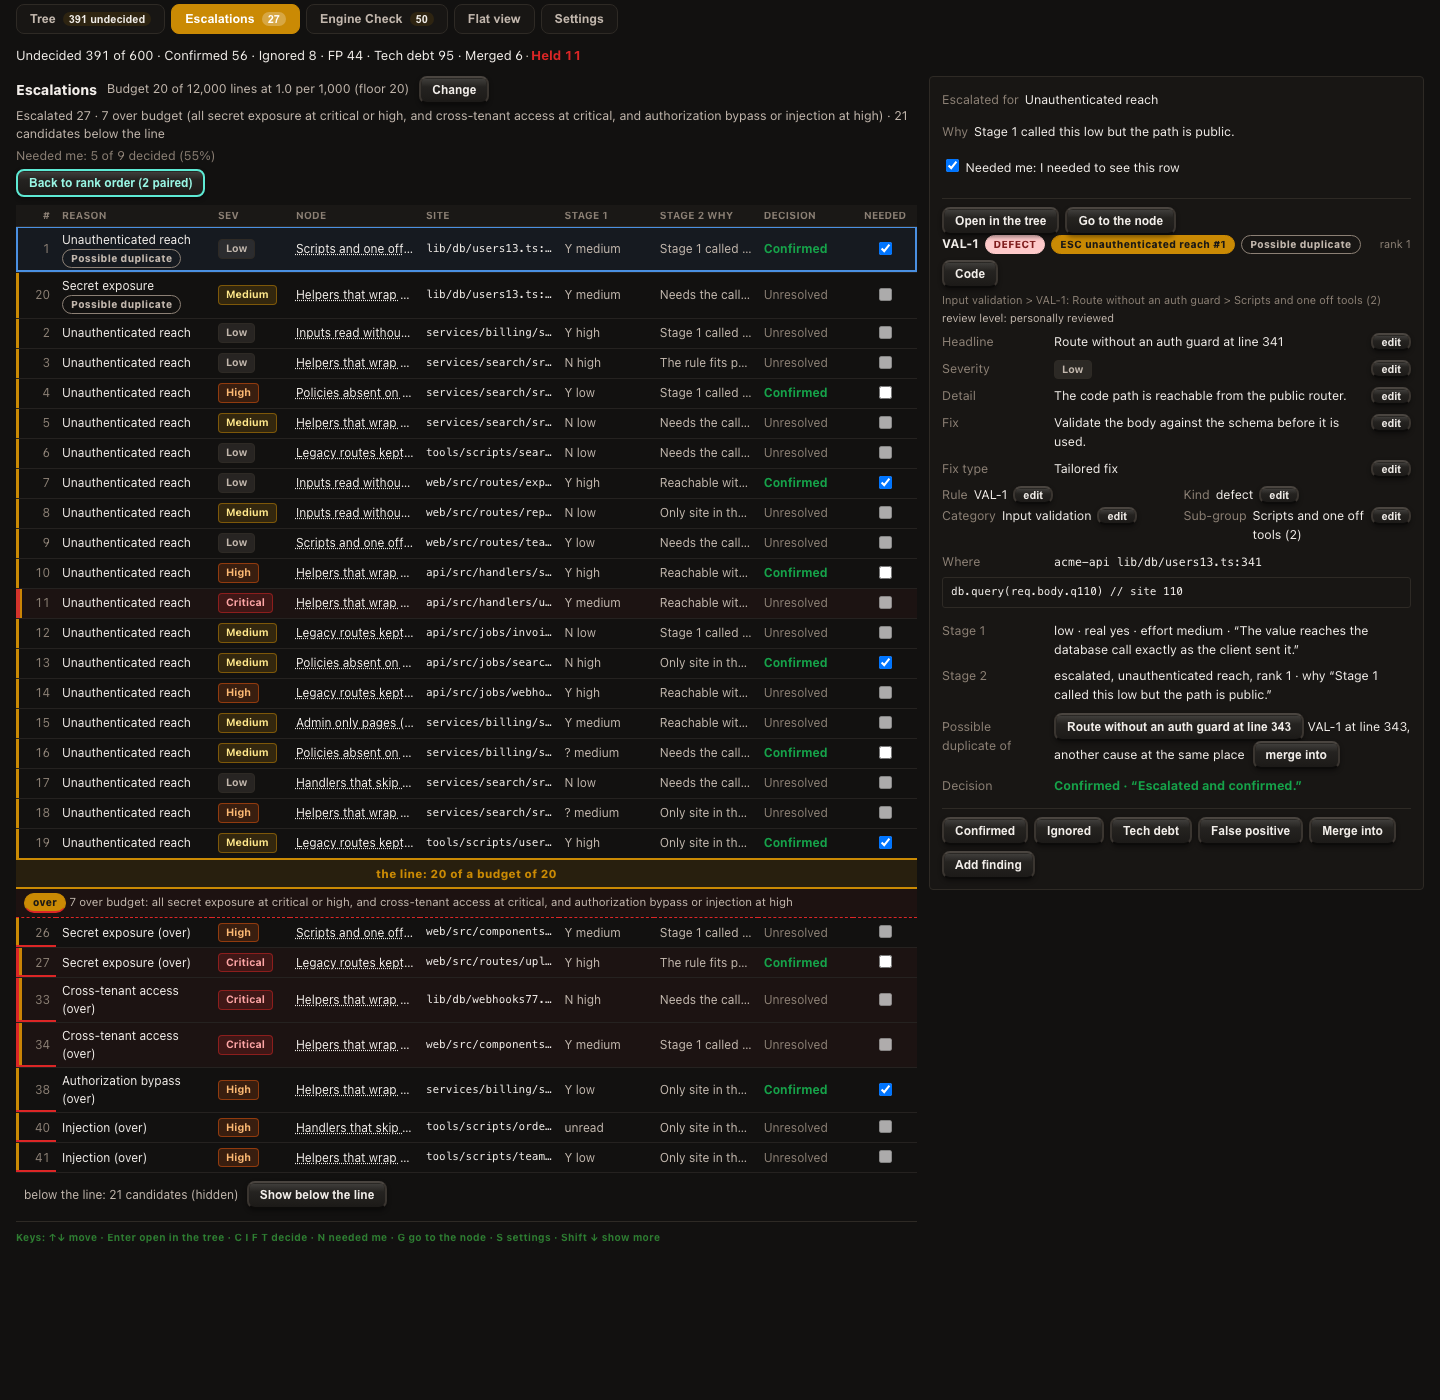 Tree 391 undecided Escalations 27 Engine Check 50 Flat view Settings
Undecided 391 of 600 · Confirmed 56 · Ignored 8 · FP 44 · Tech debt 95 · Merged 6 · Held 11
Escalations Budget 20 of 12,000 lines at 1.0 per 1,000 (floor 20) Change
Escalated 27 · 7 over budget (all secret exposure at critical or high, and cross-tenant access at critical, and authorization bypass or injection at high) · 21
candidates below the line
Needed me: 5 of 9 decided (55%)
Back to rank order (2 paired)
# REASON SEV NODE SITE STAGE 1 STAGE 2 WHY DECISION NEEDED
1 Unauthenticated reach Low Scripts and one off... lib/db/users13.ts:... Y medium Stage 1 called ... Confirmed
Possible duplicate
20 Secret exposure Medium Helpers that wrap ... lib/db/users13.ts:... Y medium Needs the call... Unresolved
Possible duplicate
2 Unauthenticated reach Low Inputs read withou... services/billing/s... Y high Stage 1 called ... Unresolved
3 Unauthenticated reach Low Helpers that wrap ... services/search/sr... N high The rule fits p... Unresolved
4 Unauthenticated reach High Policies absent on ... services/search/sr... Y low Stage 1 called ... Confirmed
5 Unauthenticated reach Medium Helpers that wrap ... services/search/sr... N low Needs the call... Unresolved
6 Unauthenticated reach Low Legacy routes kept... tools/scripts/sear... N low Needs the call... Unresolved
7 Unauthenticated reach Low Inputs read withou... web/src/routes/exp... Y high Reachable wit... Confirmed
8 Unauthenticated reach Medium Inputs read withou... web/src/routes/rep... N low Only site in th... Unresolved
9 Unauthenticated reach Low Scripts and one off... web/src/routes/tea... Y low Needs the call... Unresolved
10 Unauthenticated reach High Helpers that wrap ... api/src/handlers/s... Y high Reachable wit... Confirmed
11 Unauthenticated reach Critical Helpers that wrap ... api/src/handlers/u... Y medium Reachable wit... Unresolved
12 Unauthenticated reach Medium Legacy routes kept... api/src/jobs/invoi... N low Stage 1 called ... Unresolved
13 Unauthenticated reach Medium Policies absent on ... api/src/jobs/searc... N high Only site in th... Confirmed
14 Unauthenticated reach High Legacy routes kept... api/src/jobs/webho... Y high Reachable wit... Unresolved
15 Unauthenticated reach Medium Admin only pages (... services/billing/s... Y medium Reachable wit... Unresolved
16 Unauthenticated reach Medium Policies absent on ... services/billing/s... ? medium Needs the call... Confirmed
17 Unauthenticated reach Low Handlers that skip ... services/search/sr... N low Needs the call... Unresolved
18 Unauthenticated reach High Helpers that wrap ... services/search/sr... ? medium Only site in th... Unresolved
19 Unauthenticated reach Medium Legacy routes kept... tools/scripts/user... Y high Only site in th... Confirmed
the line: 20 of a budget of 20
over 7 over budget: all secret exposure at critical or high, and cross-tenant access at critical, and authorization bypass or injection at high
26 Secret exposure (over) High Scripts and one off... web/src/components... Y medium Stage 1 called ... Unresolved
27 Secret exposure (over) Critical Legacy routes kept... web/src/routes/upl... Y high The rule fits p... Confirmed
33 Cross-tenant access (over) Critical Helpers that wrap ... lib/db/webhooks77.... N high Needs the call... Unresolved
34 Cross-tenant access (over) Critical Helpers that wrap ... web/src/components... Y medium Stage 1 called ... Unresolved
38 Authorization bypass (over) High Helpers that wrap ... services/billing/s... Y low Only site in th... Confirmed
40 Injection (over) High Handlers that skip ... tools/scripts/orde... unread Only site in th... Unresolved
41 Injection (over) High Helpers that wrap ... tools/scripts/team... Y low Only site in th... Unresolved
below the line: 21 candidates (hidden) Show below the line
Keys: ↑↓ move · Enter open in the tree · C I F T decide · N needed me · G go to the node · S settings · Shift ↓ show more
Escalated for Unauthenticated reach
Why Stage 1 called this low but the path is public.
Needed me: I needed to see this row
Open in the tree Go to the node
VAL-1 DEFECT ESC unauthenticated reach #1 Possible duplicate rank 1
Code
Input validation > VAL-1: Route without an auth guard > Scripts and one off tools (2)
review level: personally reviewed
Headline Route without an auth guard at line 341 edit
Severity Low edit
Detail The code path is reachable from the public router. edit
Fix Validate the body against the schema before it is edit
used.
Fix type Tailored fix edit
Rule VAL-1 edit Kind defect edit
Category Input validation edit Sub-group Scripts and one off edit
tools (2)
Where acme-api lib/db/users13.ts:341
db.query(req.body.q110) // site 110
Stage 1 low · real yes · effort medium · “The value reaches the
database call exactly as the client sent it.”
Stage 2 escalated, unauthenticated reach, rank 1 · why “Stage 1
called this low but the path is public.”
Possible Route without an auth guard at line 343 VAL-1 at line 343,
duplicate of another cause at the same place merge into
Decision Confirmed · “Escalated and confirmed.”
Confirmed Ignored Tech debt False positive Merge into
Add finding